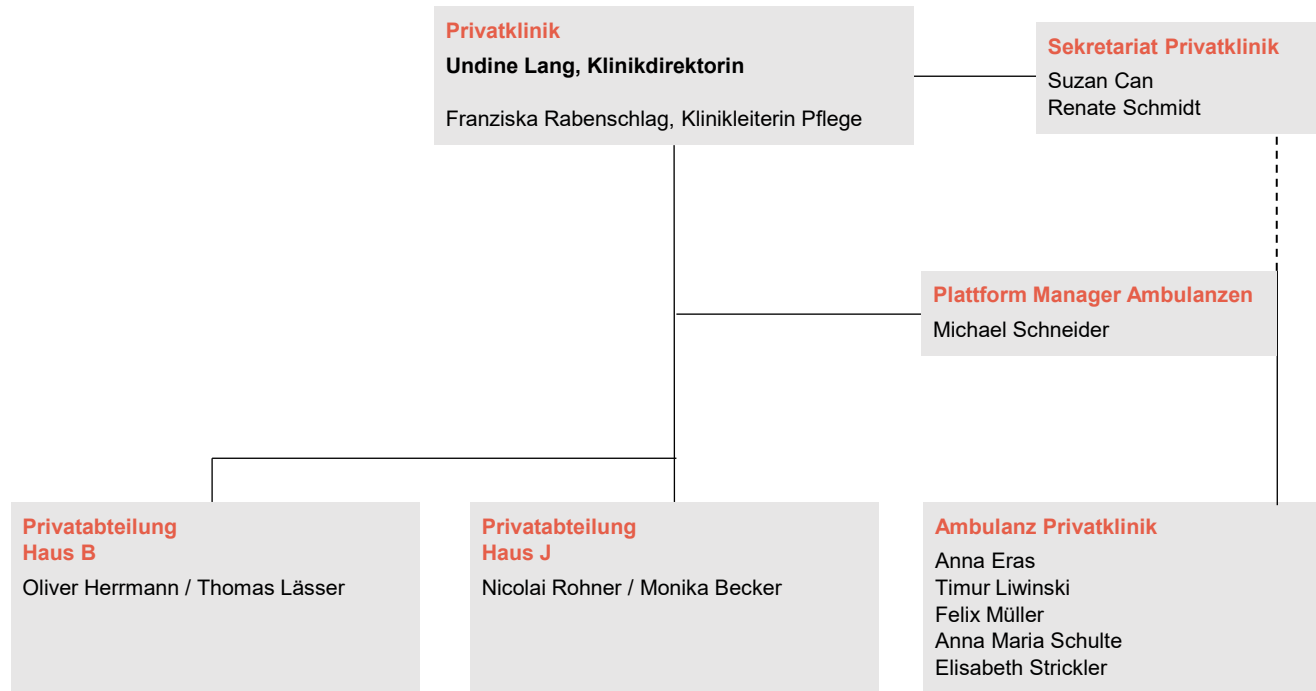 Privatklinik
Undine Lang, Klinikdirektorin
Franziska Rabenschlag, Klinikleiterin Pflege
Sekretariat Privatklinik
Suzan Can
Renate Schmidt
Plattform Manager Ambulanzen
Michael Schneider
Privatabteilung
Haus B
Oliver Herrmann / Thomas Lässer
Privatabteilung
Haus J
Nicolai Rohner / Monika Becker
Ambulanz Privatklinik
Anna Eras
Timur Liwinski
Felix Müller
Anna Maria Schulte
Elisabeth Strickler